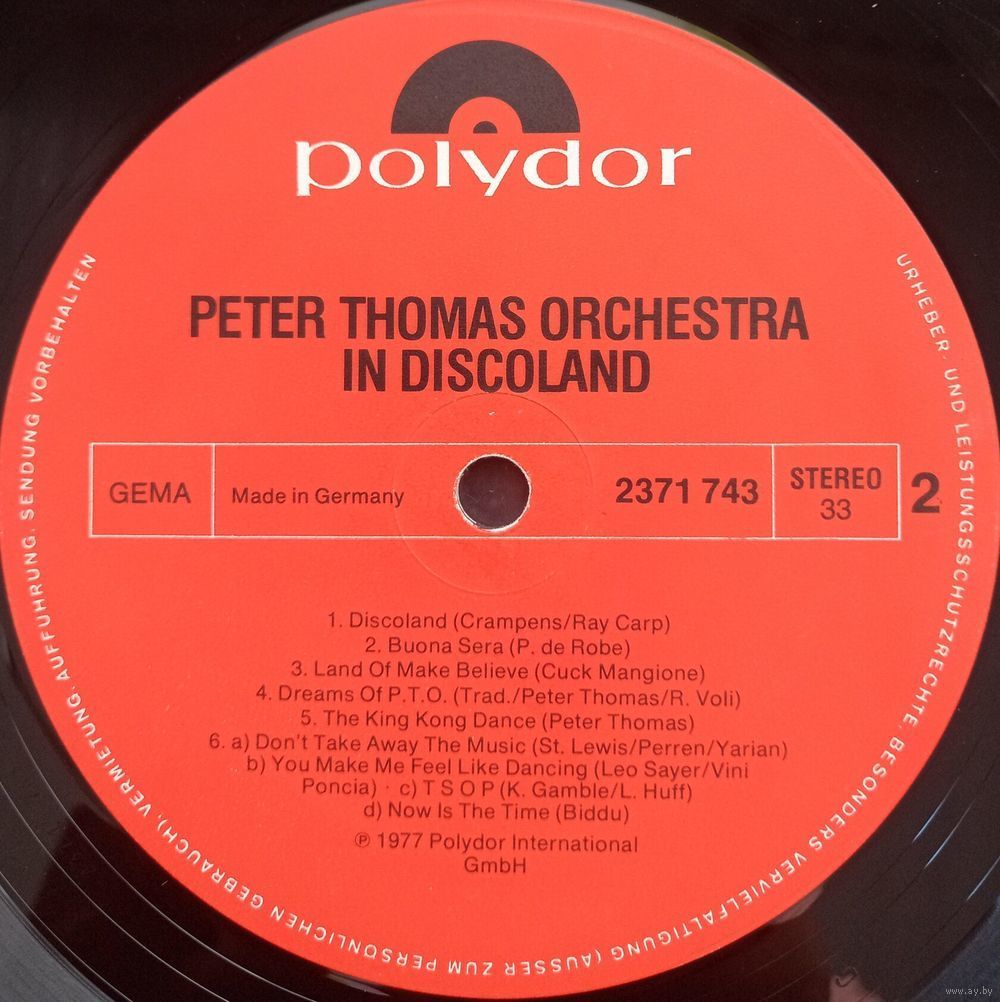 polydor
PETER THOMAS ORCHESTRA
IN DISCOLAND
GEMA
Made in Germany
2371 743
STEREO
33
2
1. Discoland (Crampens/Ray Carp)
2. Buona Sera (P. de Robe)
3. Land Of Make Believe (Cuck Mangione)
4. Dreams Of P.T.O. (Trad./Peter Thomas/R. Voli)
5. The King Kong Dance (Peter Thomas)
6. a) Don't Take Away The Music (St. Lewis/Perren/Yarian)
b) You Make Me Feel Like Dancing (Leo Sayer/Vini
Poncia) · c) T S O P (K. Gamble/L. Huff)
d) Now Is The Time (Biddu)
℗ 1977 Polydor International
GmbH
URHEBER- UND LEISTUNGSSCHUTZRECHTE, BESONDERS VERVIELFÄLTIGUNG (AUSSER ZUM PERSÖNLICHEN GEBRAUCH), VERMIETUNG, AUFFÜHRUNG, SENDUNG VORBEHALTEN
www.ay.by